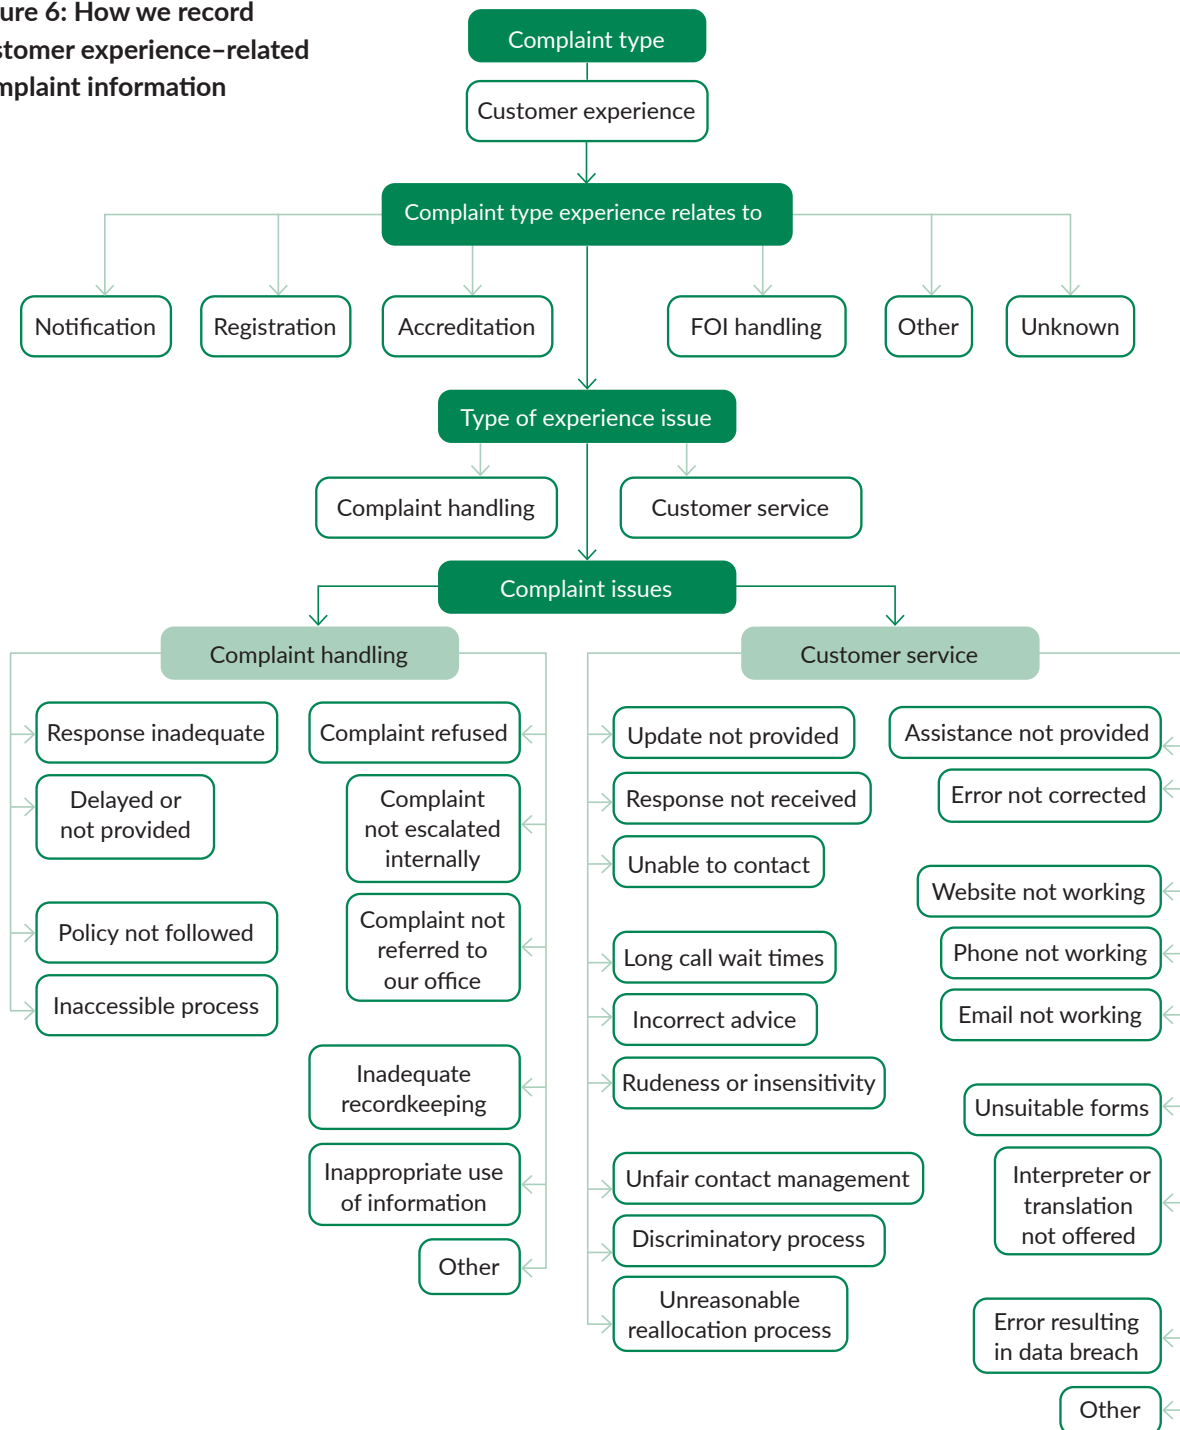 ure 6: How we record
stomer experience–related
mplaint information
Complaint type
Customer experience
Complaint type experience relates to
Notification
Registration
Accreditation
FOI handling
Other
Unknown
Type of experience issue
Complaint handling
Customer service
Complaint issues
Complaint handling
Response inadequate
Delayed or
not provided
Policy not followed
Inaccessible process
Complaint refused
Complaint
not escalated
internally
Complaint not
referred to
our office
Inadequate
recordkeeping
Inappropriate use
of information
Other
Customer service
Update not provided
Response not received
Unable to contact
Long call wait times
Incorrect advice
Rudeness or insensitivity
Unfair contact management
Discriminatory process
Unreasonable
reallocation process
Assistance not provided
Error not corrected
Website not working
Phone not working
Email not working
Unsuitable forms
Interpreter or
translation
not offered
Error resulting
in data breach
Other